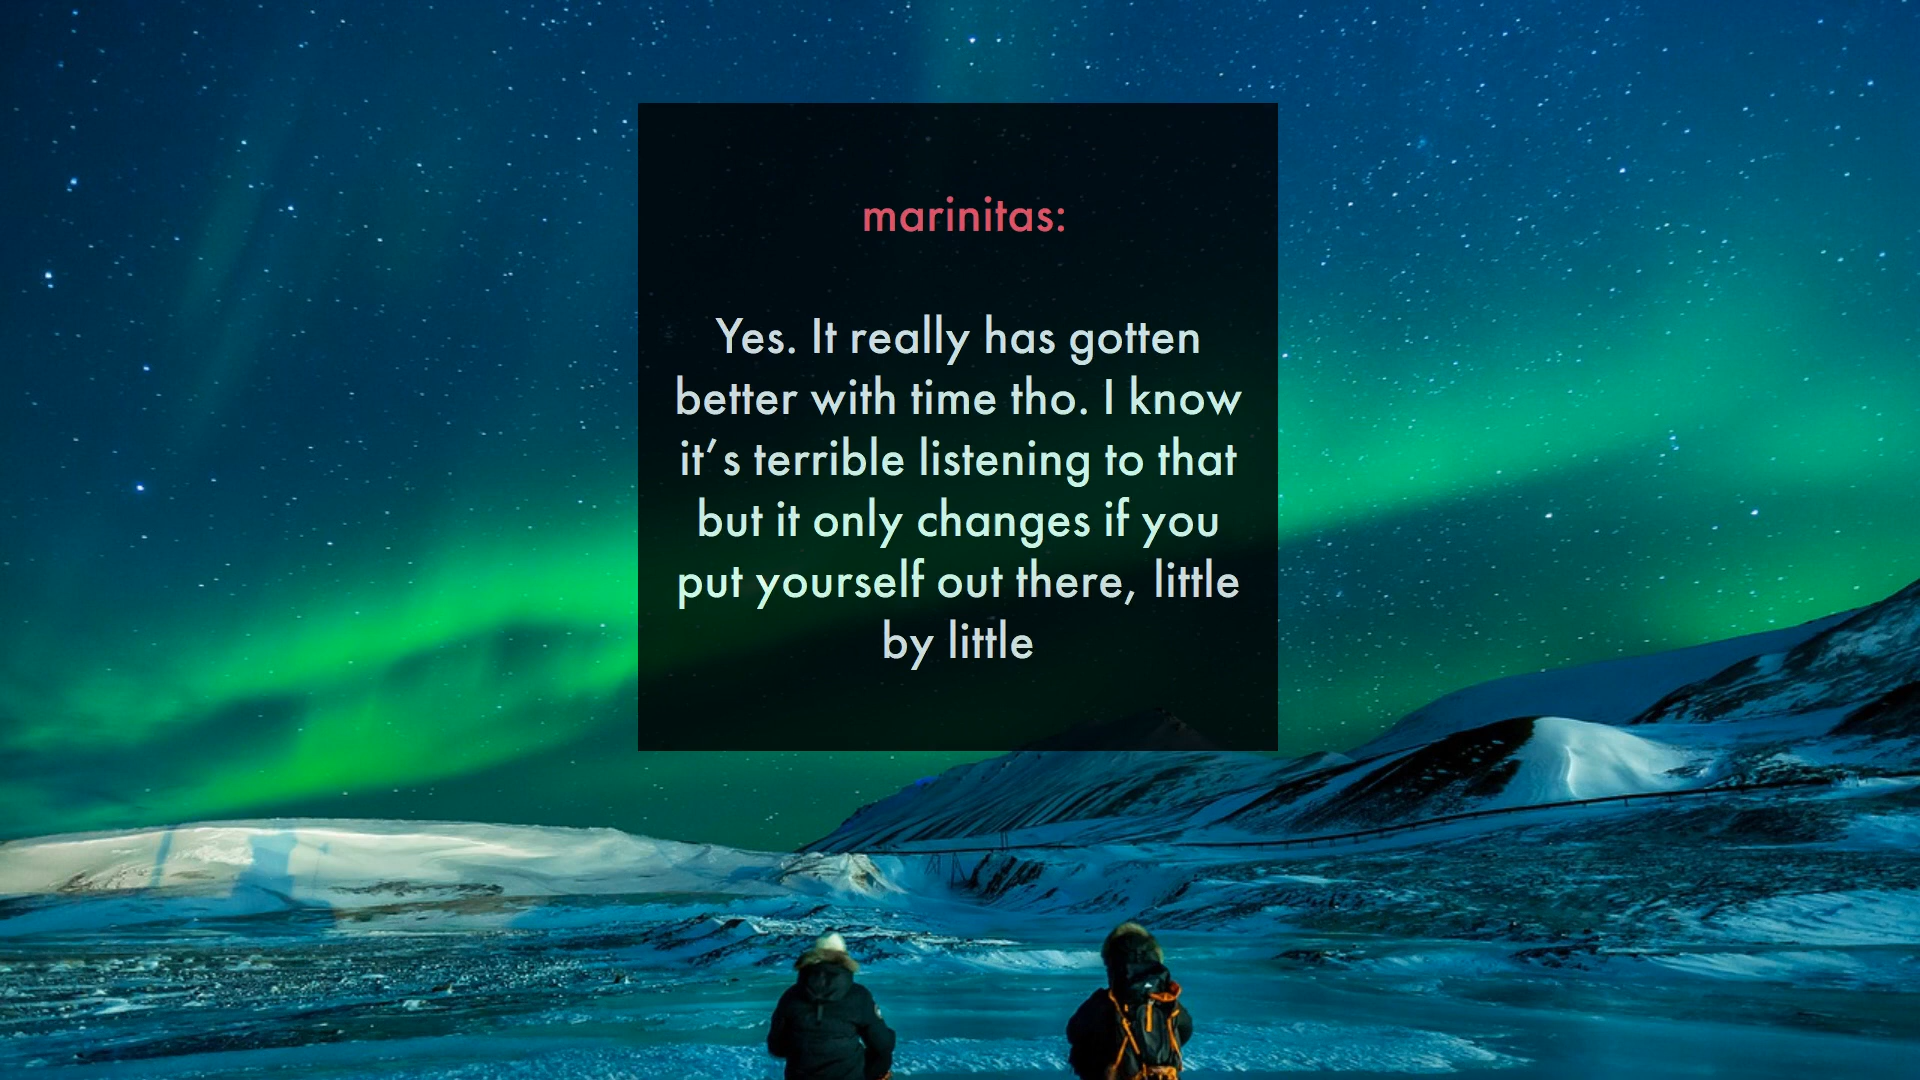 marinitas:
Yes. It really has gotten
better with time tho. I know
it’s terrible listening to that
but it only changes if you
put yourself out there, little
by little